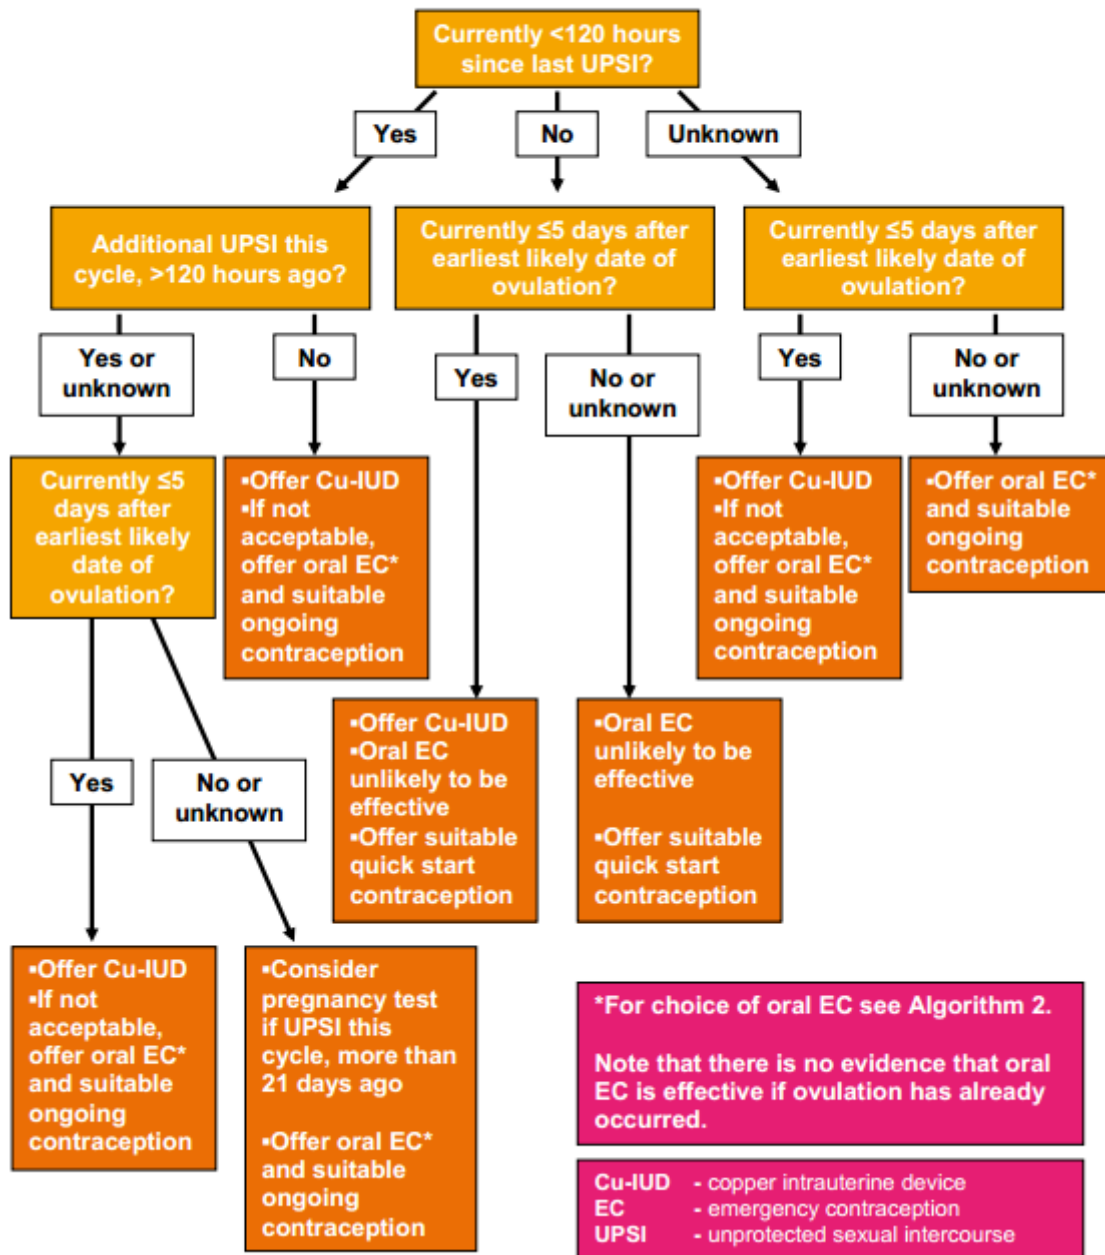 Currently <120 hours
since last UPSI?
Yes
No
Unknown
Additional UPSI this
cycle, >120 hours ago?
Currently ≤5 days after
earliest likely date of
ovulation?
Currently ≤5 days after
earliest likely date of
ovulation?
Yes or
unknown
No
Yes
No or
unknown
Yes
No or
unknown
Currently ≤5
days after
earliest likely
date of
ovulation?
▪Offer Cu-IUD
▪If not
acceptable,
offer oral EC*
and suitable
ongoing
contraception
▪Offer Cu-IUD
▪If not
acceptable,
offer oral EC*
and suitable
ongoing
contraception
▪Offer oral EC*
and suitable
ongoing
contraception
▪Offer Cu-IUD
▪Oral EC
unlikely to be
effective
▪Offer suitable
quick start
contraception
▪Oral EC
unlikely to be
effective
▪Offer suitable
quick start
contraception
Yes
No or
unknown
▪Offer Cu-IUD
▪If not
acceptable,
offer oral EC*
and suitable
ongoing
contraception
▪Consider
pregnancy test
if UPSI this
cycle, more than
21 days ago
▪Offer oral EC*
and suitable
ongoing
contraception
*For choice of oral EC see Algorithm 2.
Note that there is no evidence that oral
EC is effective if ovulation has already
occurred.
Cu-IUD - copper intrauterine device
EC - emergency contraception
UPSI - unprotected sexual intercourse